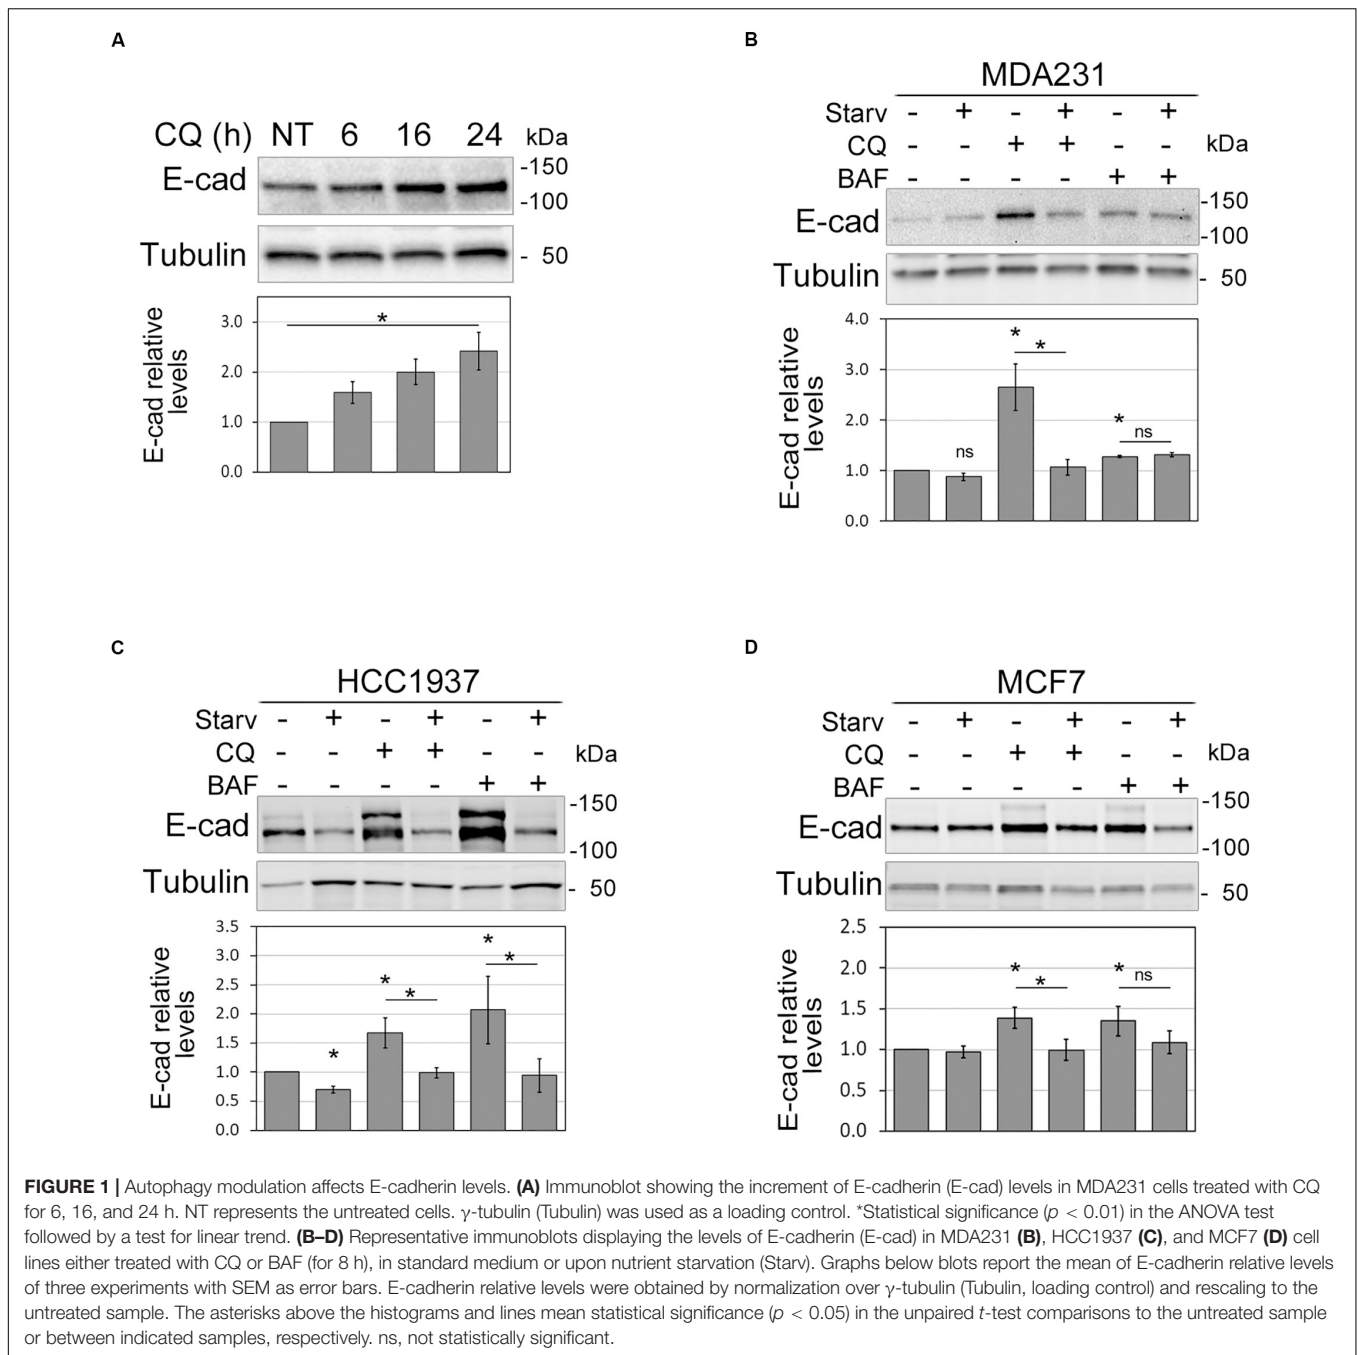 A
CQ (h) NT 6 16 24 kDa
E-cad
-150
-100
Tubulin
- 50
E-cad relative levels
3.0
*
2.0
1.0
0.0
B
MDA231
Starv - + - + - +
CQ - - + + - - kDa
BAF - - - - + +
E-cad
-150
-100
Tubulin
- 50
E-cad relative levels
4.0
*
*
3.0
2.0
*
ns
ns
1.0
0.0
C
HCC1937
Starv - + - + - +
CQ - - + + - - kDa
BAF - - - - + +
E-cad
-150
-100
Tubulin
- 50
E-cad relative levels
3.5
*
3.0
*
2.5
*
*
2.0
1.5
*
1.0
0.5
0.0
D
MCF7
Starv - + - + - +
CQ - - + + - - kDa
BAF - - - - + +
E-cad
-150
-100
Tubulin
- 50
E-cad relative levels
2.5
2.0
* * ns
*
1.5
1.0
0.5
0.0
FIGURE 1 | Autophagy modulation affects E-cadherin levels. (A) Immunoblot showing the increment of E-cadherin (E-cad) levels in MDA231 cells treated with CQ
for 6, 16, and 24 h. NT represents the untreated cells. γ-tubulin (Tubulin) was used as a loading control. *Statistical significance (p < 0.01) in the ANOVA test
followed by a test for linear trend. (B–D) Representative immunoblots displaying the levels of E-cadherin (E-cad) in MDA231 (B), HCC1937 (C), and MCF7 (D) cell
lines either treated with CQ or BAF (for 8 h), in standard medium or upon nutrient starvation (Starv). Graphs below blots report the mean of E-cadherin relative levels
of three experiments with SEM as error bars. E-cadherin relative levels were obtained by normalization over γ-tubulin (Tubulin, loading control) and rescaling to the
untreated sample. The asterisks above the histograms and lines mean statistical significance (p < 0.05) in the unpaired t-test comparisons to the untreated sample
or between indicated samples, respectively. ns, not statistically significant.